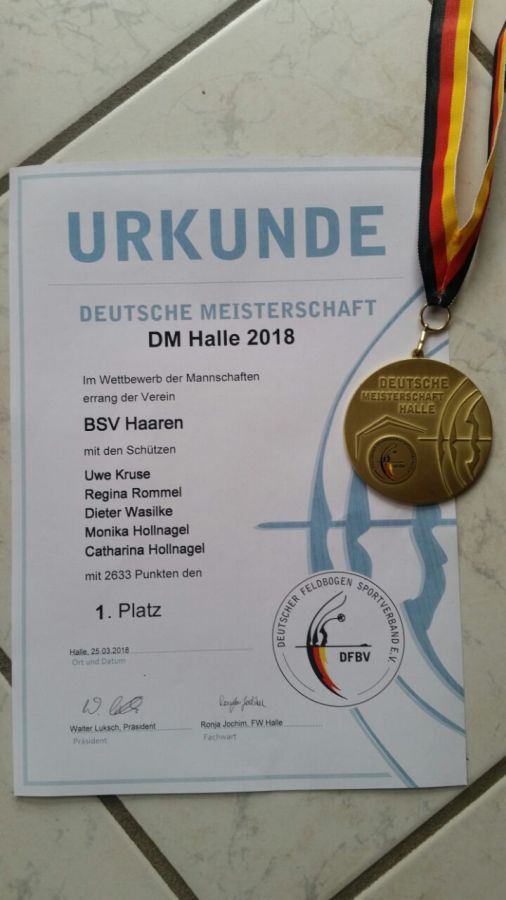 URKUNDE
DEUTSCHE MEISTERSCHAFT
DM Halle 2018
Im Wettbewerb der Mannschaften
errang der Verein
BSV Haaren
mit den Schützen
Uwe Kruse
Regina Rommel
Dieter Wasilke
Monika Hollnagel
Catharina Hollnagel
mit 2633 Punkten den
1. Platz
Halle, 25.03.2018
Ort und Datum
Walter Luksch, Präsident
Präsident
Ronja Jochim, FW Halle
Fachwart
DEUTSCHER FELDBOGEN SPORTVERBAND E.V.
DFBV
DEUTSCHE
MEISTERSCHAFT
HALLE